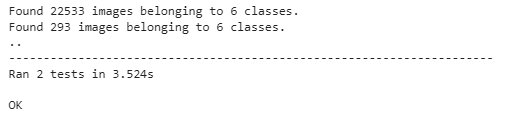 Found 22533 images belonging to 6 classes.
Found 293 images belonging to 6 classes.
..
----------------------------------------------------------------------
Ran 2 tests in 3.524s
OK